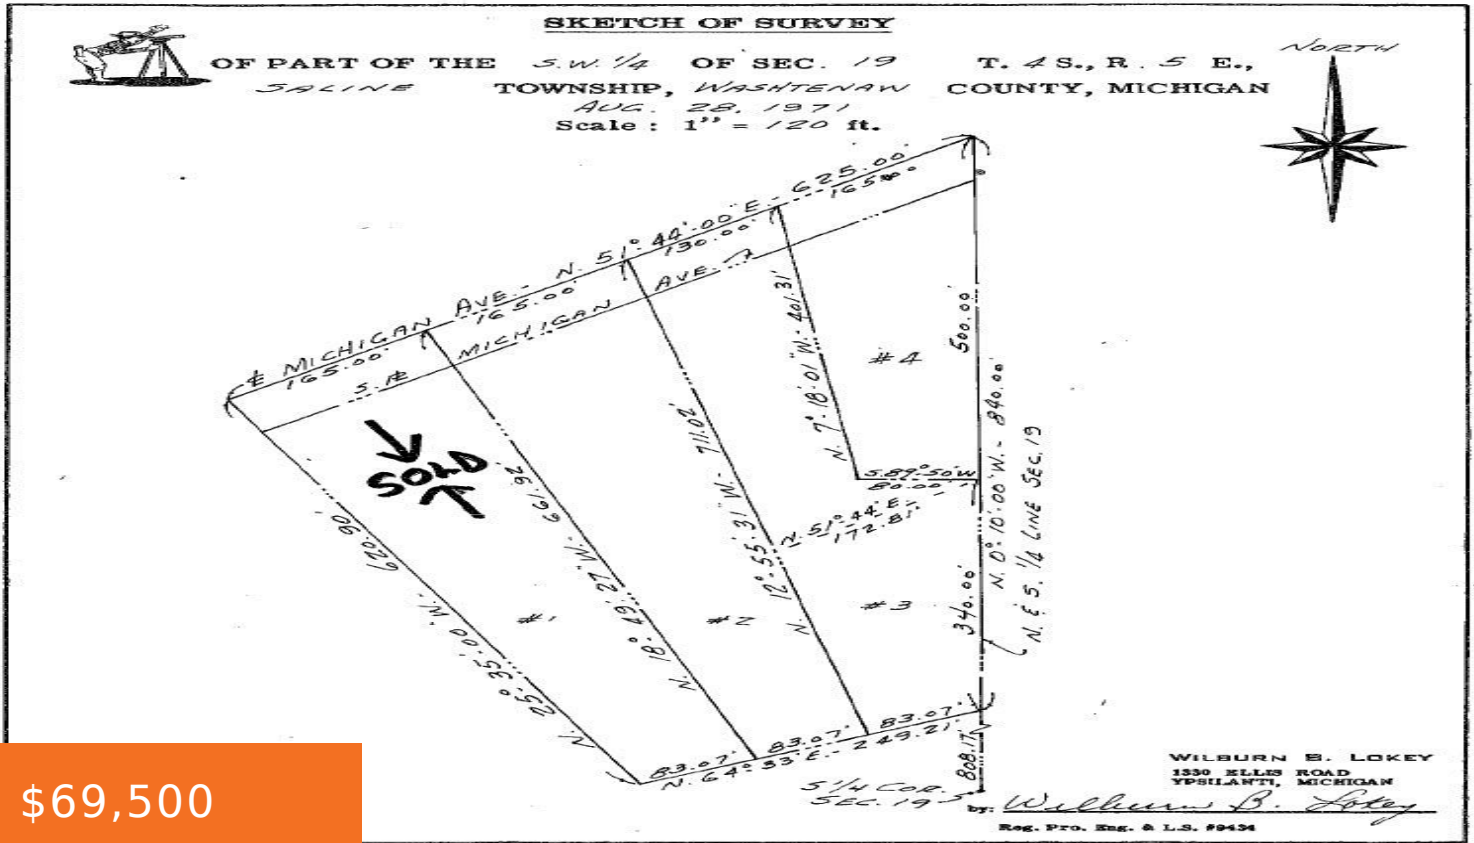 SKETCH OF SURVEY
NORTH
OF PART OF THE S.W. 1/4 OF SEC. 19 T. 4 S., R. 5 E.,
SALINE TOWNSHIP, WASHTENAW COUNTY, MICHIGAN
AUG. 28, 1971
Scale : 1" = 120 ft.
℄ MICHIGAN AVE. - N. 51° 44' 00" E. - 625.00'
165.00'
165.00'
130.00'
165.00'
S. ℞ MICHIGAN AVE.
SOLD
N. 25° 35' 00" W. - 620.90'
N. 18° 49' 27" W. - 661.92'
N. 12° 55' 31" W. - 711.02'
N. 7° 18' 01" W. - 401.31'
#4
500.00'
S. 89° 50' W
80.00'
N. 51° 44' E. -
172.81'
#1
#2
#3
340.00'
N. 0° 10' 00" W. - 840.00'
N. & S. 1/4 LINE SEC. 19
83.07'
83.07'
83.07'
N. 64° 33' E. - 249.21'
808.17'
S 1/4 COR.
SEC. 19
WILBURN B. LOKEY
1330 ELLIS ROAD
YPSILANTI, MICHIGAN
by: Wilburn B. Lokey
Reg. Pro. Eng. & L.S. #9434
$69,500